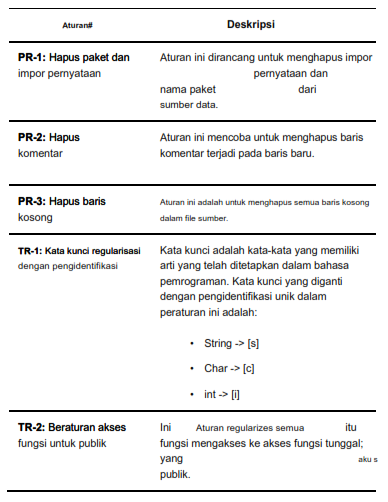 Aturan# Deskripsi
PR-1: Hapus paket dan Aturan ini dirancang untuk menghapus impor
impor pernyataan pernyataan dan
nama paket dari
sumber data.
PR-2: Hapus Aturan ini mencoba untuk menghapus baris
komentar komentar terjadi pada baris baru.
PR-3: Hapus baris Aturan ini adalah untuk menghapus semua baris kosong
kosong dalam file sumber.
TR-1: Kata kunci regularisasi Kata kunci adalah kata-kata yang memiliki
dengan pengidentifikasi arti yang telah ditetapkan dalam bahasa
pemrograman. Kata kunci yang diganti
dengan pengidentifikasi unik dalam
peraturan ini adalah:
• String -> [s]
• Char -> [c]
• int -> [i]
TR-2: Beraturan akses Ini Aturan regularizes semua itu
fungsi untuk publik fungsi mengakses ke akses fungsi tunggal;
yang aku s
publik.